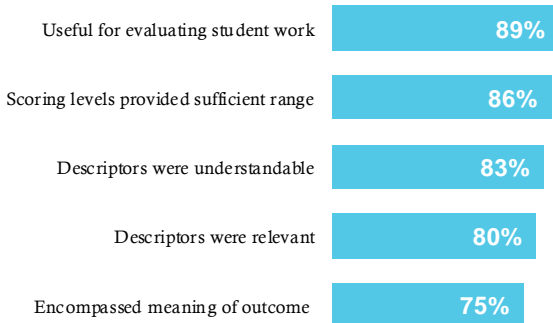 Useful for evaluating student work 89%
Scoring levels provided sufficient range 86%
Descriptors were understandable 83%
Descriptors were relevant 80%
Encompassed meaning of outcome 75%